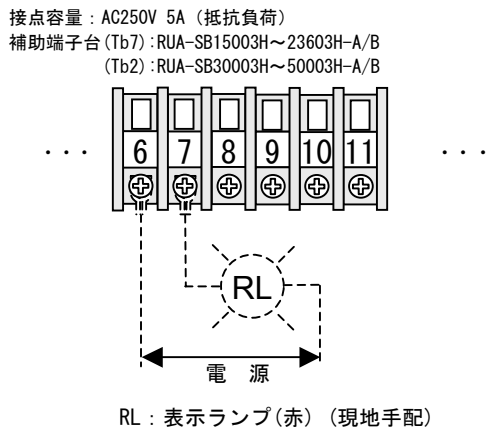 接点容量：AC250V 5A（抵抗負荷）
補助端子台(Tb7)：RUA-SB15003H～23603H-A/B
(Tb2)：RUA-SB30003H～50003H-A/B
・・・ 6 7 8 9 10 11 ・・・
RL
電 源
RL：表示ランプ(赤)（現地手配）